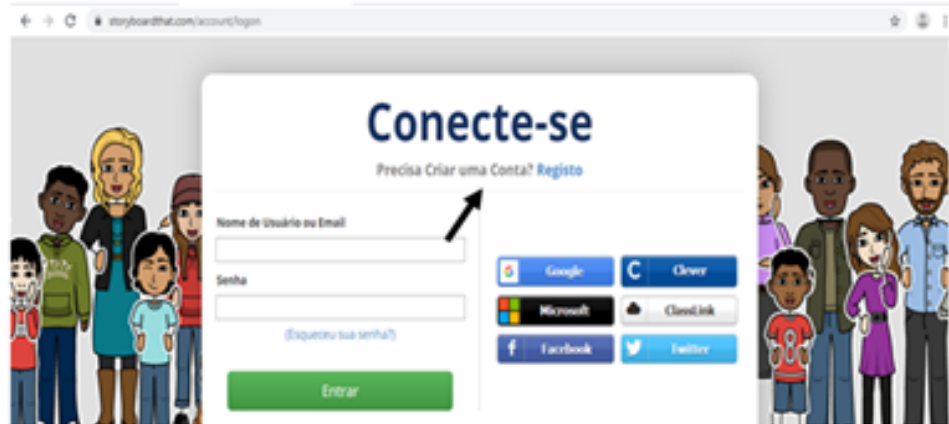 storyboardthat.com/account/logon
Conecte-se
Precisa Criar uma Conta? Registo
Nome de Usuário ou Email
Senha
(Esqueceu sua senha?)
Entrar
Google
Clever
Microsoft
ClassLink
Facebook
Twitter